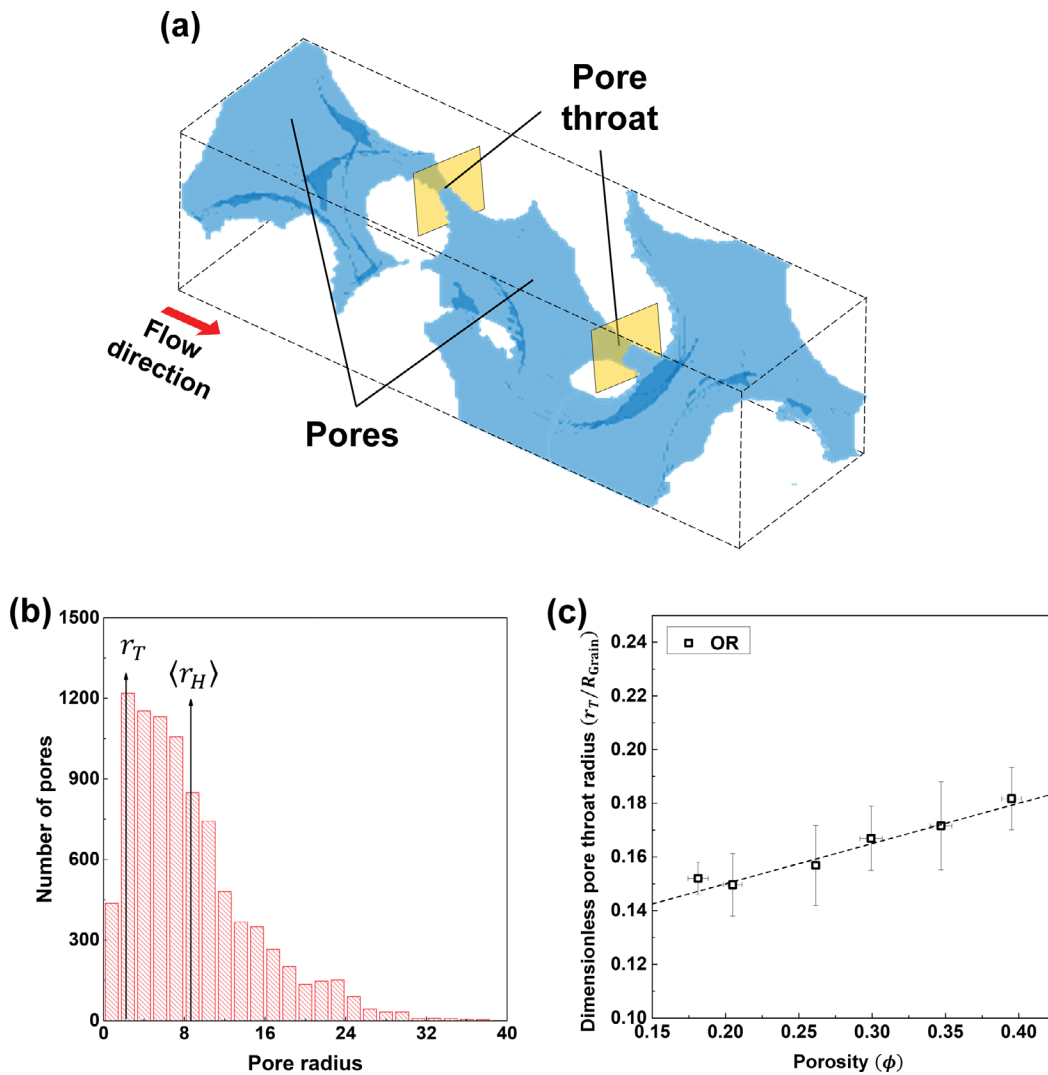 (a)
Pore
throat
Flow
direction
Pores
(b)
1500
1200
900
600
300
0
Number of pores
r_T
⟨r_H⟩
0 8 16 24 32 40
Pore radius
(c)
0.24
0.22
0.20
0.18
0.16
0.14
0.12
0.10
Dimensionless pore throat radius (r_T/R_Grain)
OR
0.15 0.20 0.25 0.30 0.35 0.40
Porosity (ϕ)